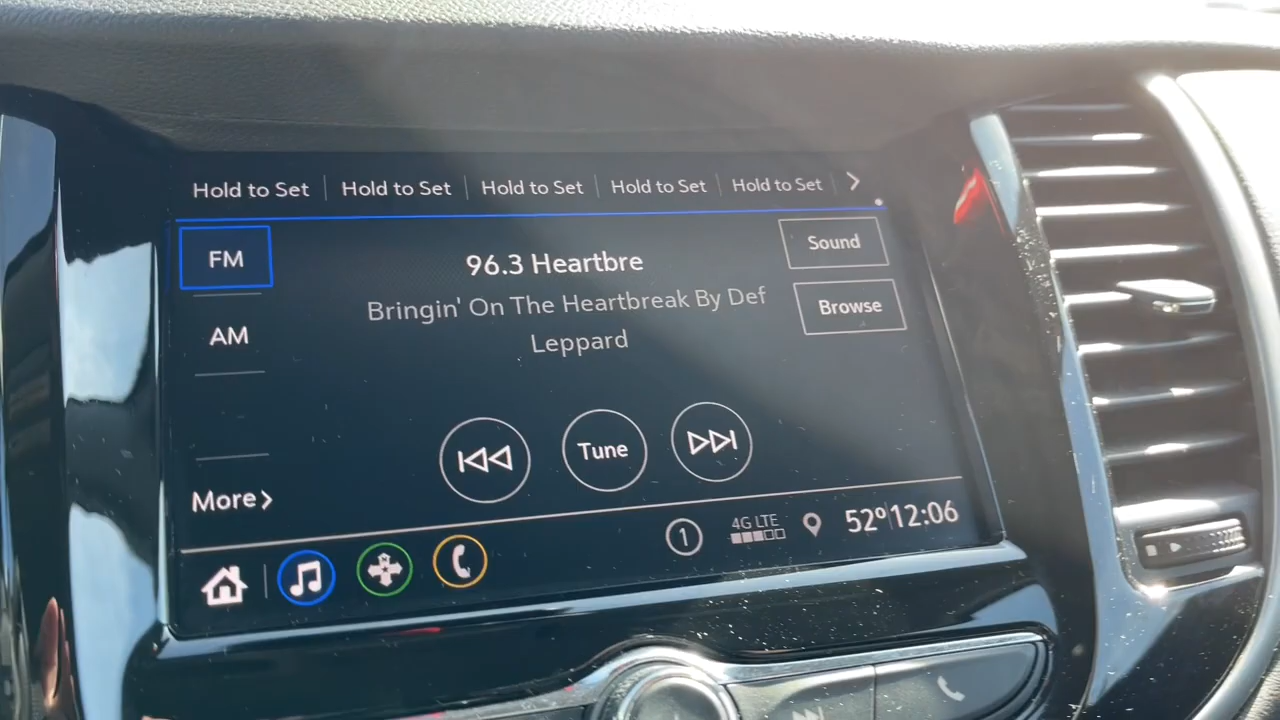 Hold to Set Hold to Set Hold to Set Hold to Set Hold to Set
FM
96.3 Heartbre
Sound
Bringin' On The Heartbreak By Def
Leppard
Browse
AM
Tune
More
1
4G LTE
52° 12:06